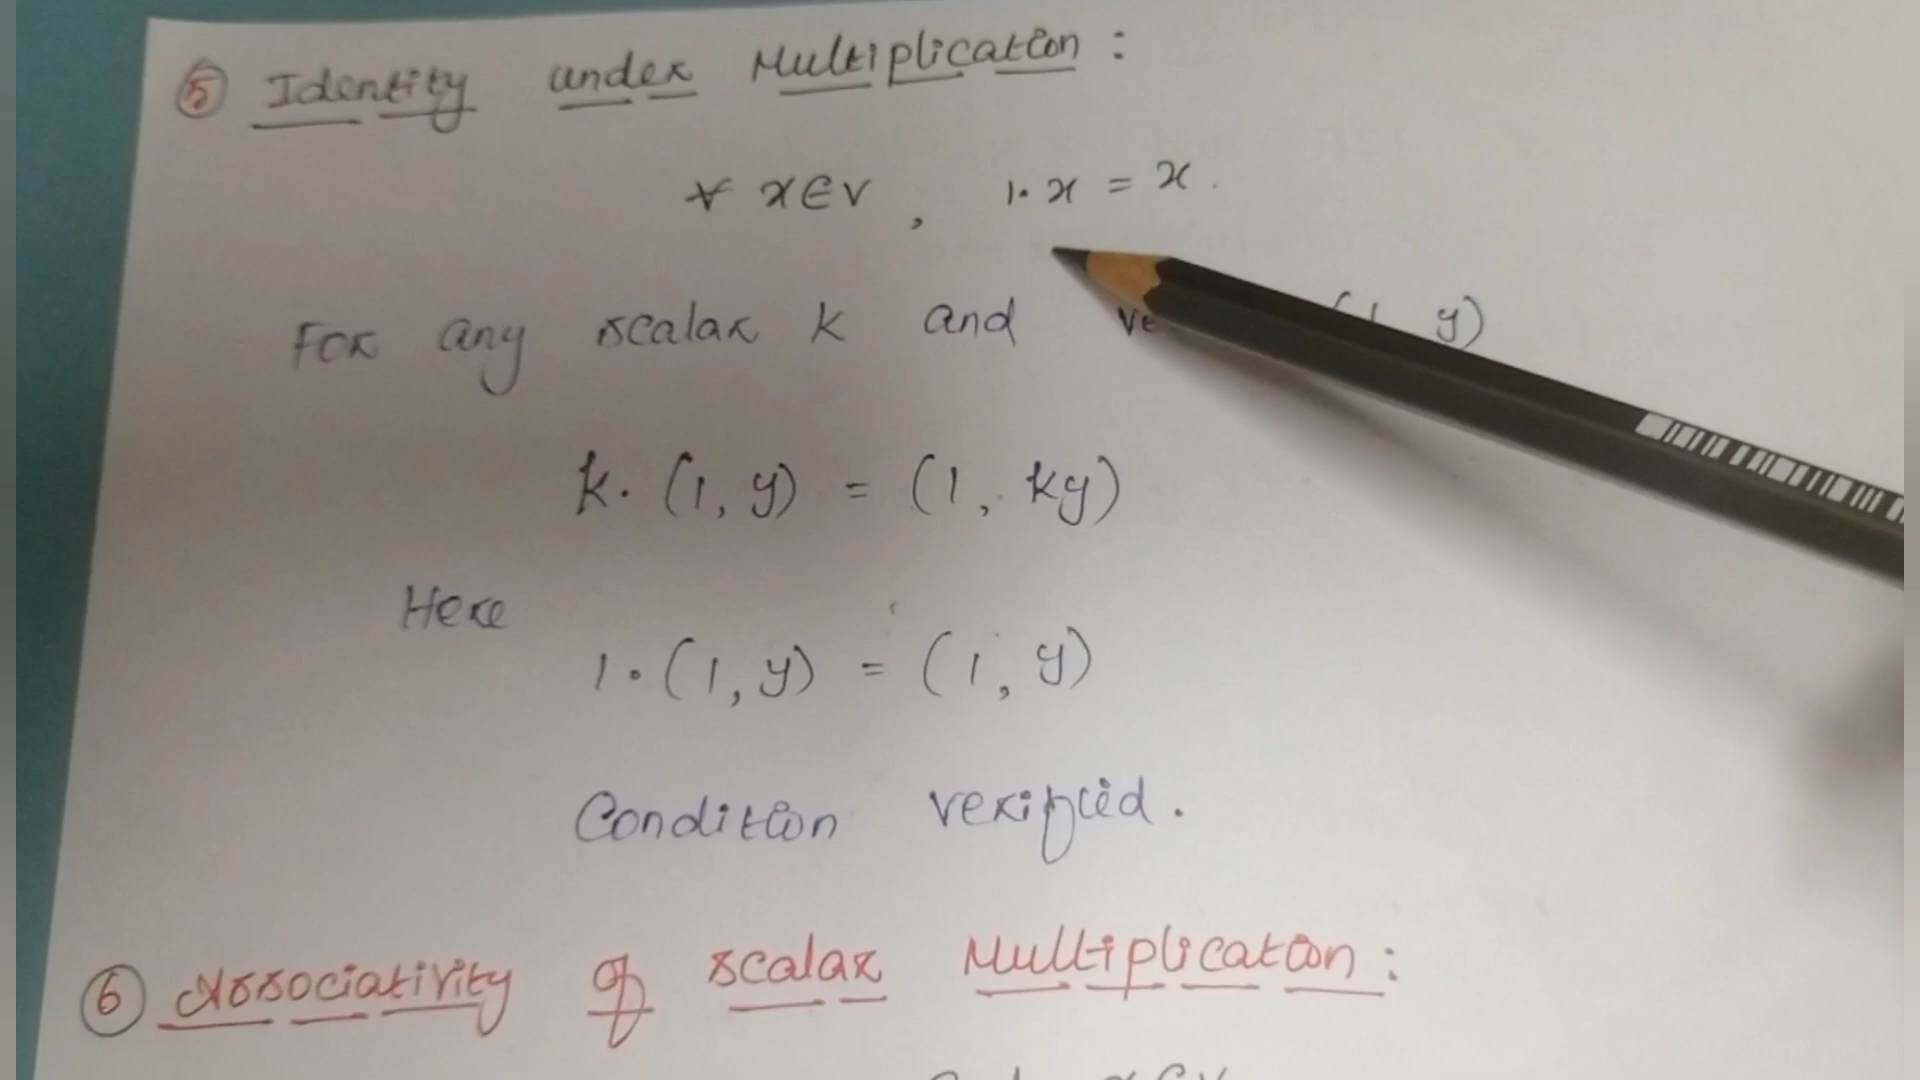 ⑤ Identity under Multiplication :
∀ x∈V , 1.x = x.
For any scalar k and y)
k.(1, y) = (1, ky)
Here
1.(1, y) = (1, y)
Condition verified.
⑥ Associativity of scalar Multiplication :